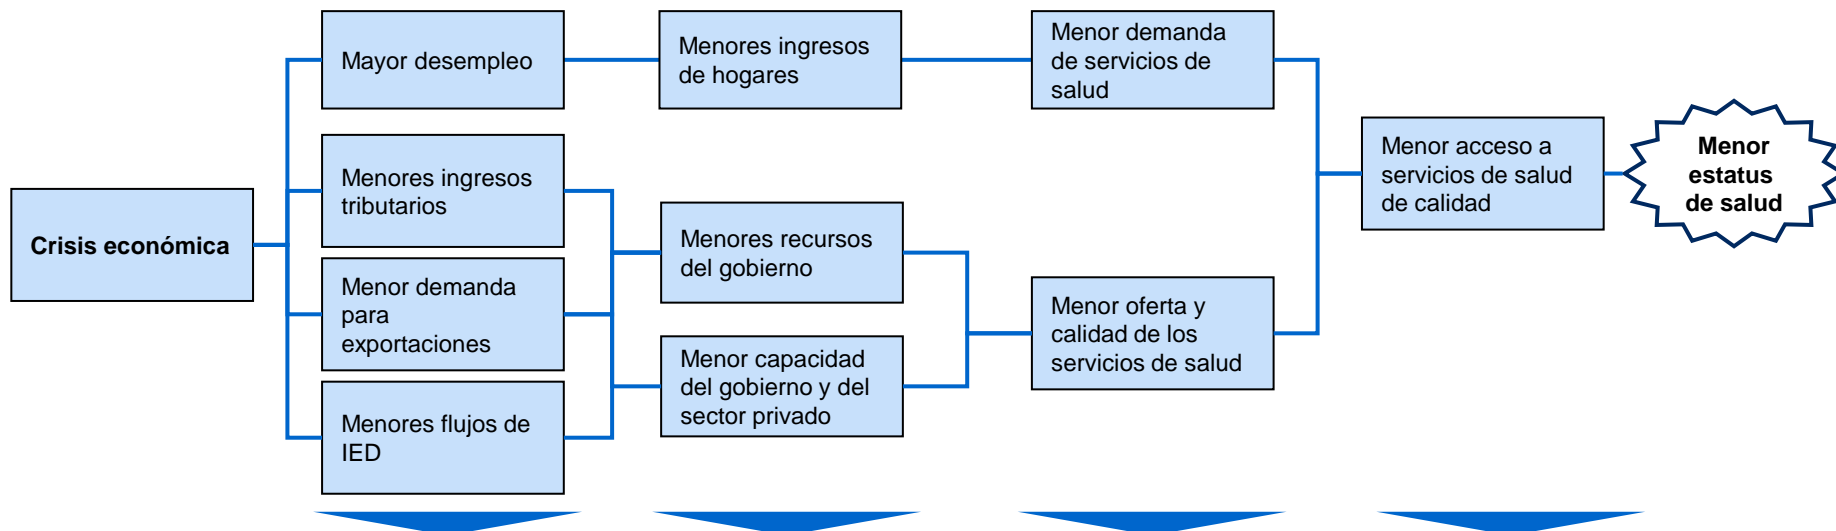 Crisis económica
Mayor desempleo
Menores ingresos
tributarios
Menor demanda
para
exportaciones
Menores flujos de
IED
Menores ingresos
de hogares
Menores recursos
del gobierno
Menor capacidad
del gobierno y del
sector privado
Menor demanda
de servicios de
salud
Menor oferta y
calidad de los
servicios de salud
Menor acceso a
servicios de salud
de calidad
Menor
estatus
de salud